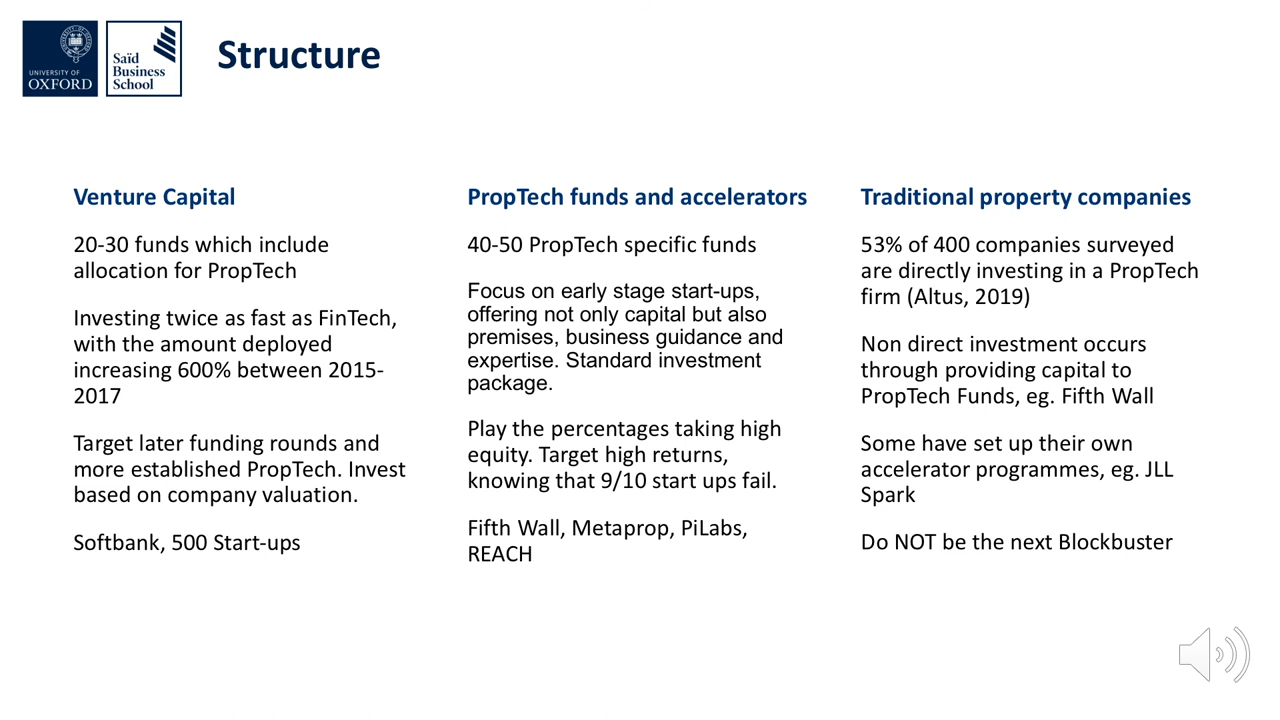 UNIVERSITY OF
OXFORD
Saïd
Business
School
Structure
Venture Capital
20-30 funds which include
allocation for PropTech
Investing twice as fast as FinTech,
with the amount deployed
increasing 600% between 2015-
2017
Target later funding rounds and
more established PropTech. Invest
based on company valuation.
Softbank, 500 Start-ups
PropTech funds and accelerators
40-50 PropTech specific funds
Focus on early stage start-ups,
offering not only capital but also
premises, business guidance and
expertise. Standard investment
package.
Play the percentages taking high
equity. Target high returns,
knowing that 9/10 start ups fail.
Fifth Wall, Metaprop, PiLabs,
REACH
Traditional property companies
53% of 400 companies surveyed
are directly investing in a PropTech
firm (Altus, 2019)
Non direct investment occurs
through providing capital to
PropTech Funds, eg. Fifth Wall
Some have set up their own
accelerator programmes, eg. JLL
Spark
Do NOT be the next Blockbuster